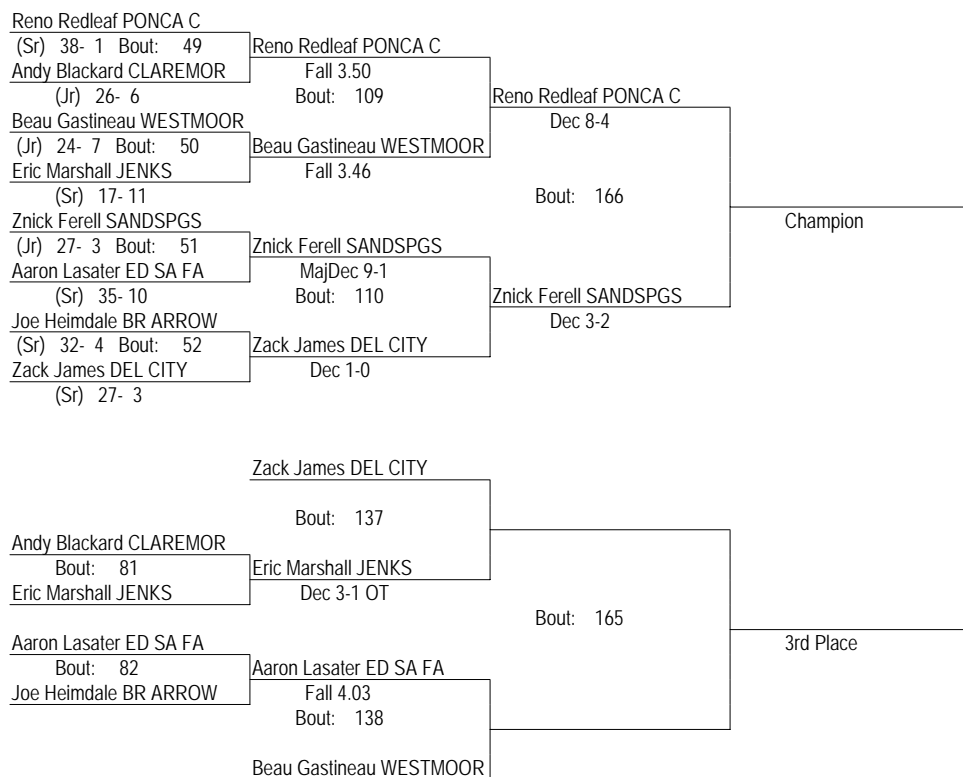 Reno Redleaf PONCA C
(Sr) 38- 1 Bout: 49
Reno Redleaf PONCA C
Andy Blackard CLAREMOR
Fall 3.50
(Jr) 26- 6
Bout: 109
Reno Redleaf PONCA C
Beau Gastineau WESTMOOR
Dec 8-4
(Jr) 24- 7 Bout: 50
Beau Gastineau WESTMOOR
Eric Marshall JENKS
Fall 3.46
(Sr) 17- 11
Bout: 166
Znick Ferell SANDSPGS
Champion
(Jr) 27- 3 Bout: 51
Znick Ferell SANDSPGS
Aaron Lasater ED SA FA
MajDec 9-1
(Sr) 35- 10
Bout: 110
Znick Ferell SANDSPGS
Joe Heimdale BR ARROW
Dec 3-2
(Sr) 32- 4 Bout: 52
Zack James DEL CITY
Zack James DEL CITY
Dec 1-0
(Sr) 27- 3
Zack James DEL CITY
Bout: 137
Andy Blackard CLAREMOR
Bout: 81
Eric Marshall JENKS
Eric Marshall JENKS
Dec 3-1 OT
Bout: 165
Aaron Lasater ED SA FA
3rd Place
Bout: 82
Aaron Lasater ED SA FA
Joe Heimdale BR ARROW
Fall 4.03
Bout: 138
Beau Gastineau WESTMOOR